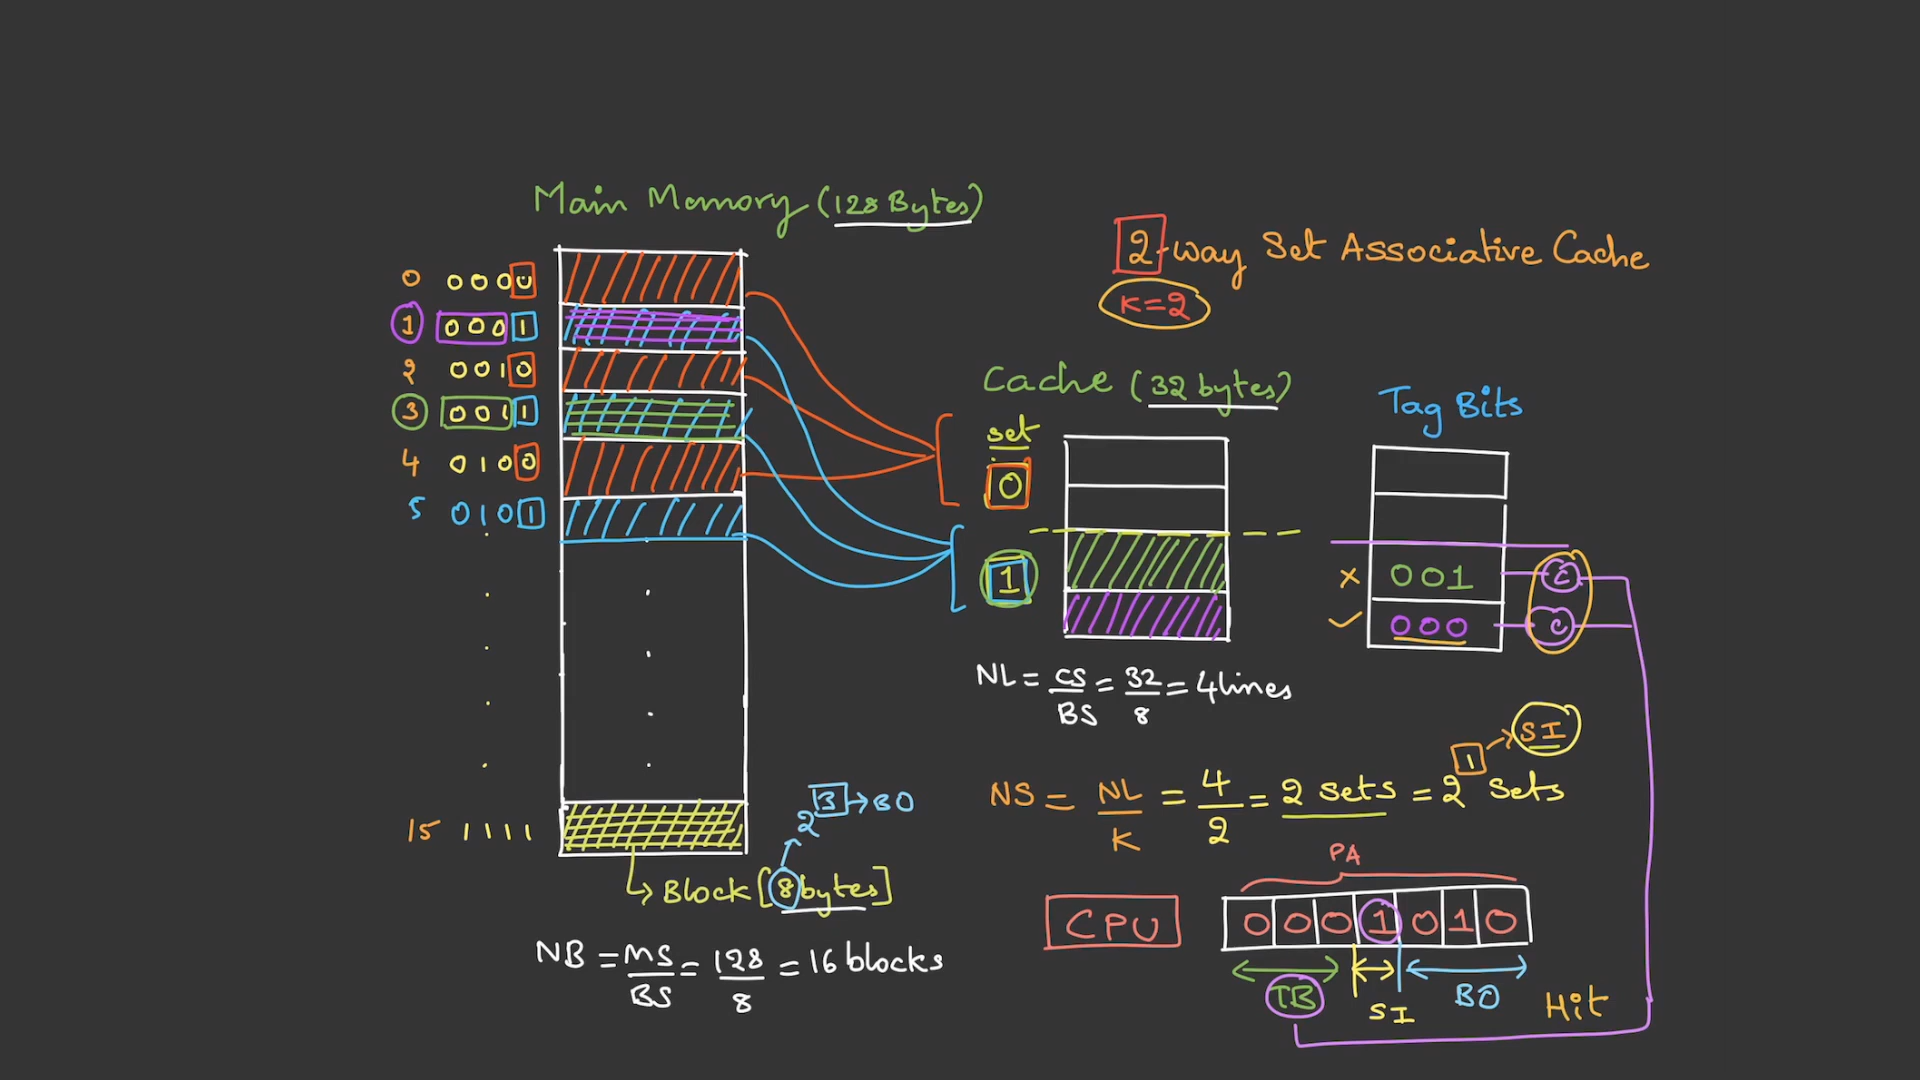 Main Memory (128 Bytes)
2-way Set Associative Cache
K=2
0 0000
1 0001
2 0010
3 0011
4 0100
5 0101
15 1111
Cache (32 bytes)
set
0
1
Tag Bits
x 001 C
✓ 000 C
NL = CS/BS = 32/8 = 4 lines
SI
NS = NL/K = 4/2 = 2 sets = 2^1 sets
2^3 → BO
Block [8 bytes]
NB = MS/BS = 128/8 = 16 blocks
PA
CPU 0 0 0 1 0 1 0
TB SI BO
Hit